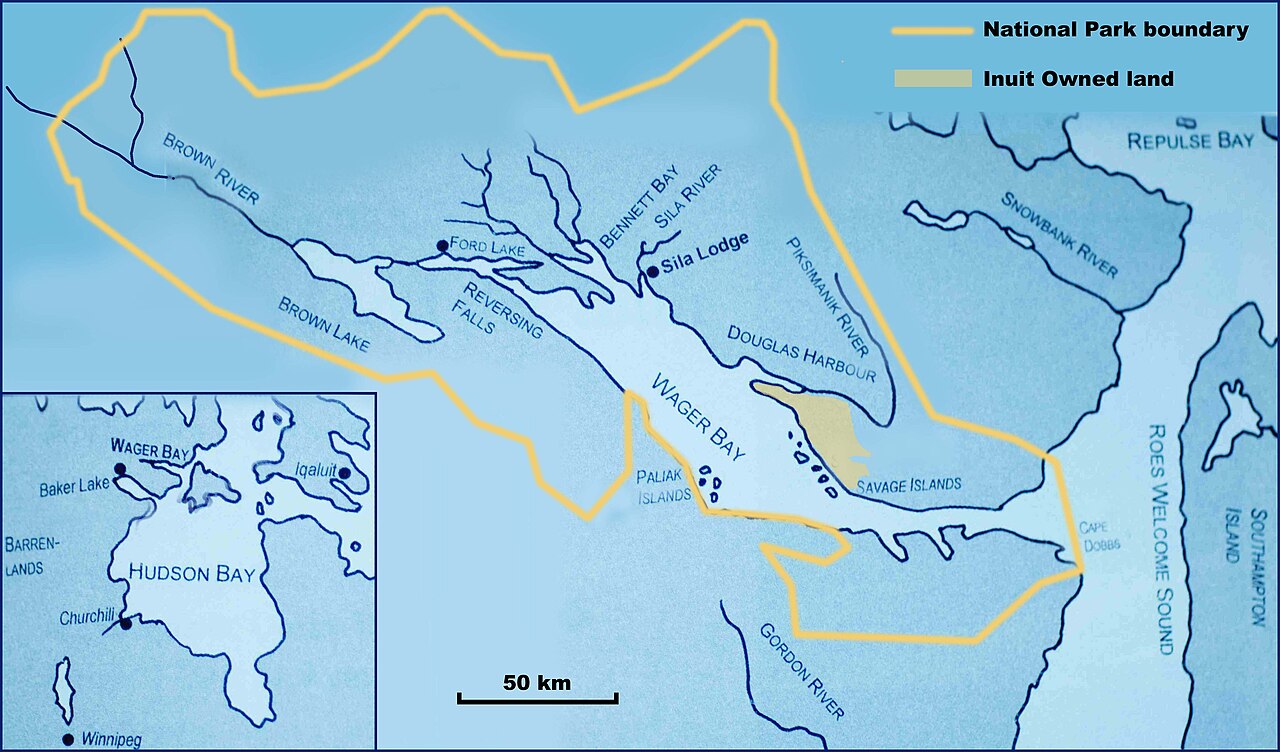 National Park boundary
Inuit Owned land
REPULSE BAY
BROWN RIVER
BENNETT BAY
SILA RIVER
SNOWBANK RIVER
FORD LAKE
Sila Lodge
PIKSIMANIK RIVER
REVERSING
FALLS
BROWN LAKE
DOUGLAS HARBOUR
WAGER BAY
PALIAK
ISLANDS
SAVAGE ISLANDS
ROES WELCOME SOUND
CAPE
DOBBS
SOUTHAMPTON
ISLAND
GORDON RIVER
50 km
WAGER BAY
Iqaluit
Baker Lake
BARREN-
LANDS
HUDSON BAY
Churchill
Winnipeg